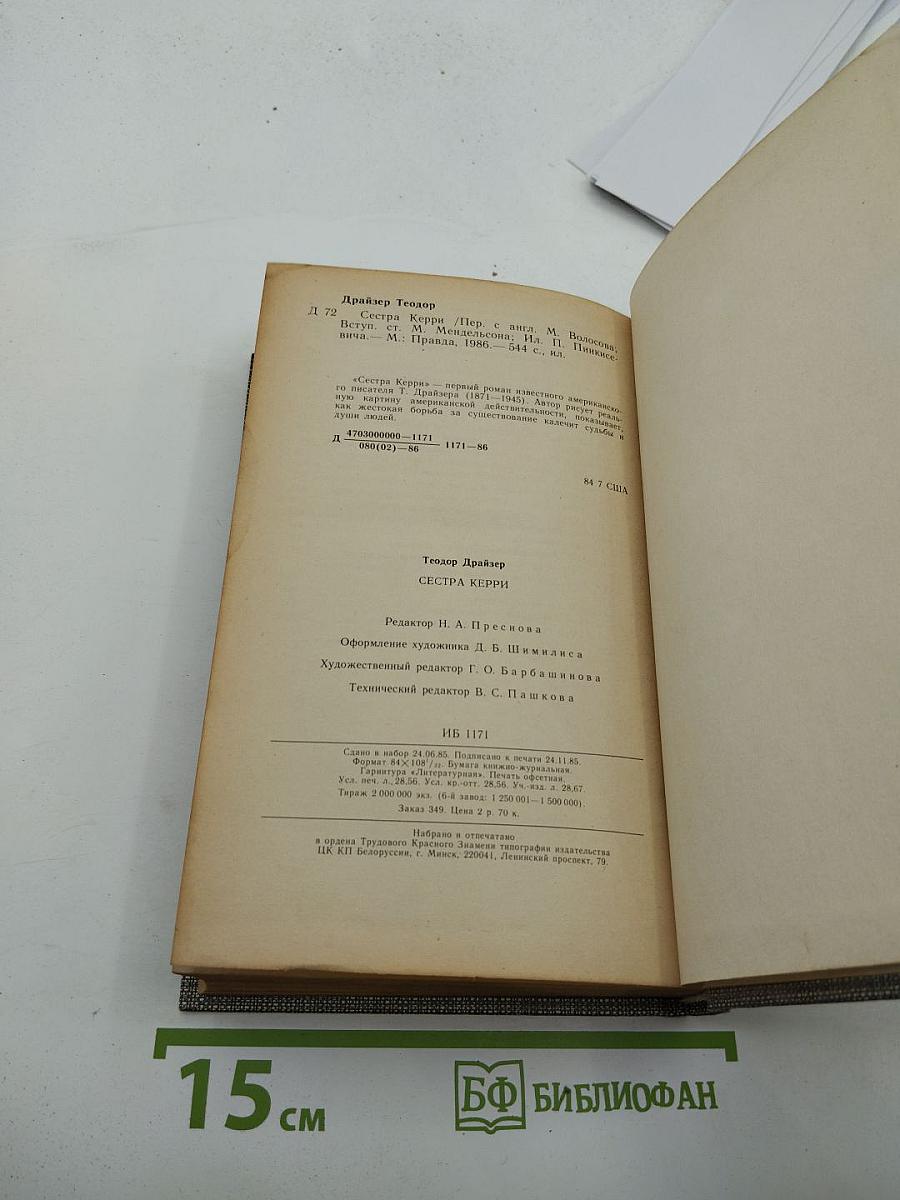 Драйзер Теодор
Д 72 Сестра Керри /Пер. с англ. М. Волосова;
Вступ. ст. М. Мендельсона; Ил. П. Пинкисе-
вича.— М.: Правда, 1986.— 544 с., ил.
«Сестра Керри» — первый роман известного американско-
го писателя Т. Драйзера (1871—1945). Автор рисует реаль-
ную картину американской действительности, показывает,
как жестокая борьба за существование калечит судьбы и
души людей.
Д 4703000000—1171 1171—86
080(02)—86
84 7 США
Теодор Драйзер
СЕСТРА КЕРРИ
Редактор Н. А. Преснова
Оформление художника Д. Б. Шимилиса
Художественный редактор Г. О. Барбашинова
Технический редактор В. С. Пашкова
ИБ 1171
Сдано в набор 24.06.85. Подписано к печати 24.11.85.
Формат 84×108¹/₃₂. Бумага книжно-журнальная.
Гарнитура «Литературная». Печать офсетная.
Усл. печ. л. 28,56. Усл. кр.-отт. 28,56. Уч.-изд. л. 28,67.
Тираж 2 000 000 экз. (6-й завод: 1 250 001—1 500 000).
Заказ 349. Цена 2 р. 70 к.
Набрано и отпечатано
в ордена Трудового Красного Знамени типографии издательства
ЦК КП Белоруссии, г. Минск, 220041, Ленинский проспект, 79.
15 см
БФ БИБЛИОФАН